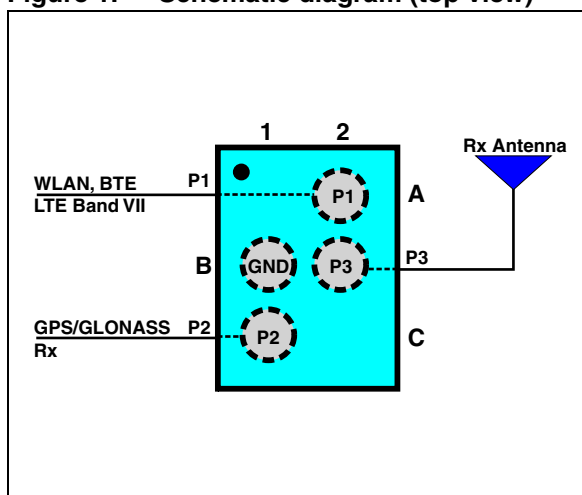 Figure 1. Schematic diagram (top view)
1 2
Rx Antenna
WLAN, BTE P1
LTE Band VII
P1
A
B
GND
P3
P3
GPS/GLONASS P2
Rx
P2
C